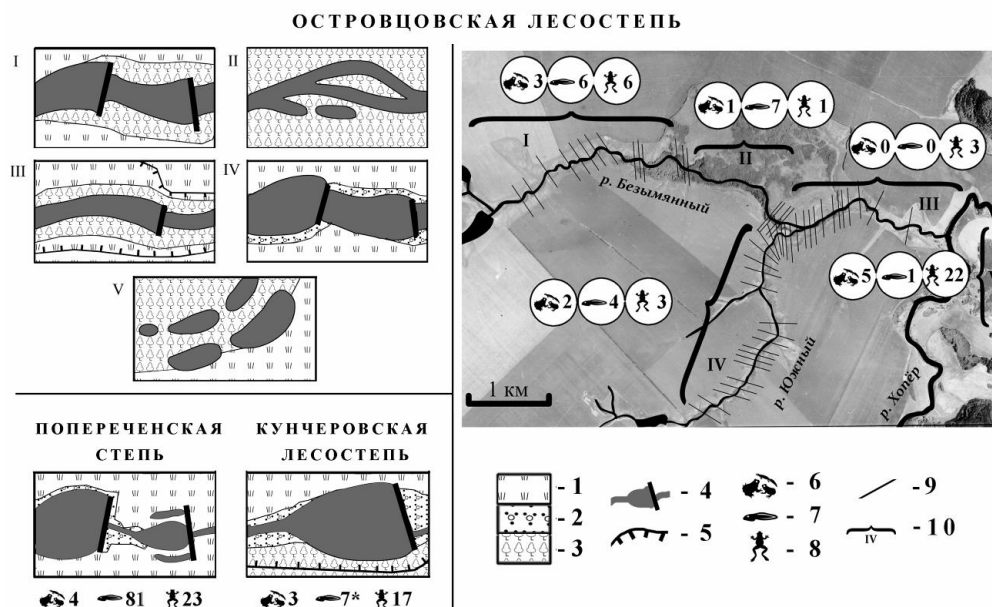 ОСТРОВЦОВСКАЯ ЛЕСОСТЕПЬ
I
II
III
IV
V
3 6 6
1 7 1
0 0 3
I
II
III
р. Безымянный
5 1 22
2 4 3
IV
р. Южный
р. Хопёр
1 км
ПОПЕРЕЧЕНСКАЯ
СТЕПЬ
4 81 23
КУНЧЕРОВСКАЯ
ЛЕСОСТЕПЬ
3 7* 17
- 1
- 2
- 3
- 4
- 5
- 6
- 7
- 8
- 9
IV - 10